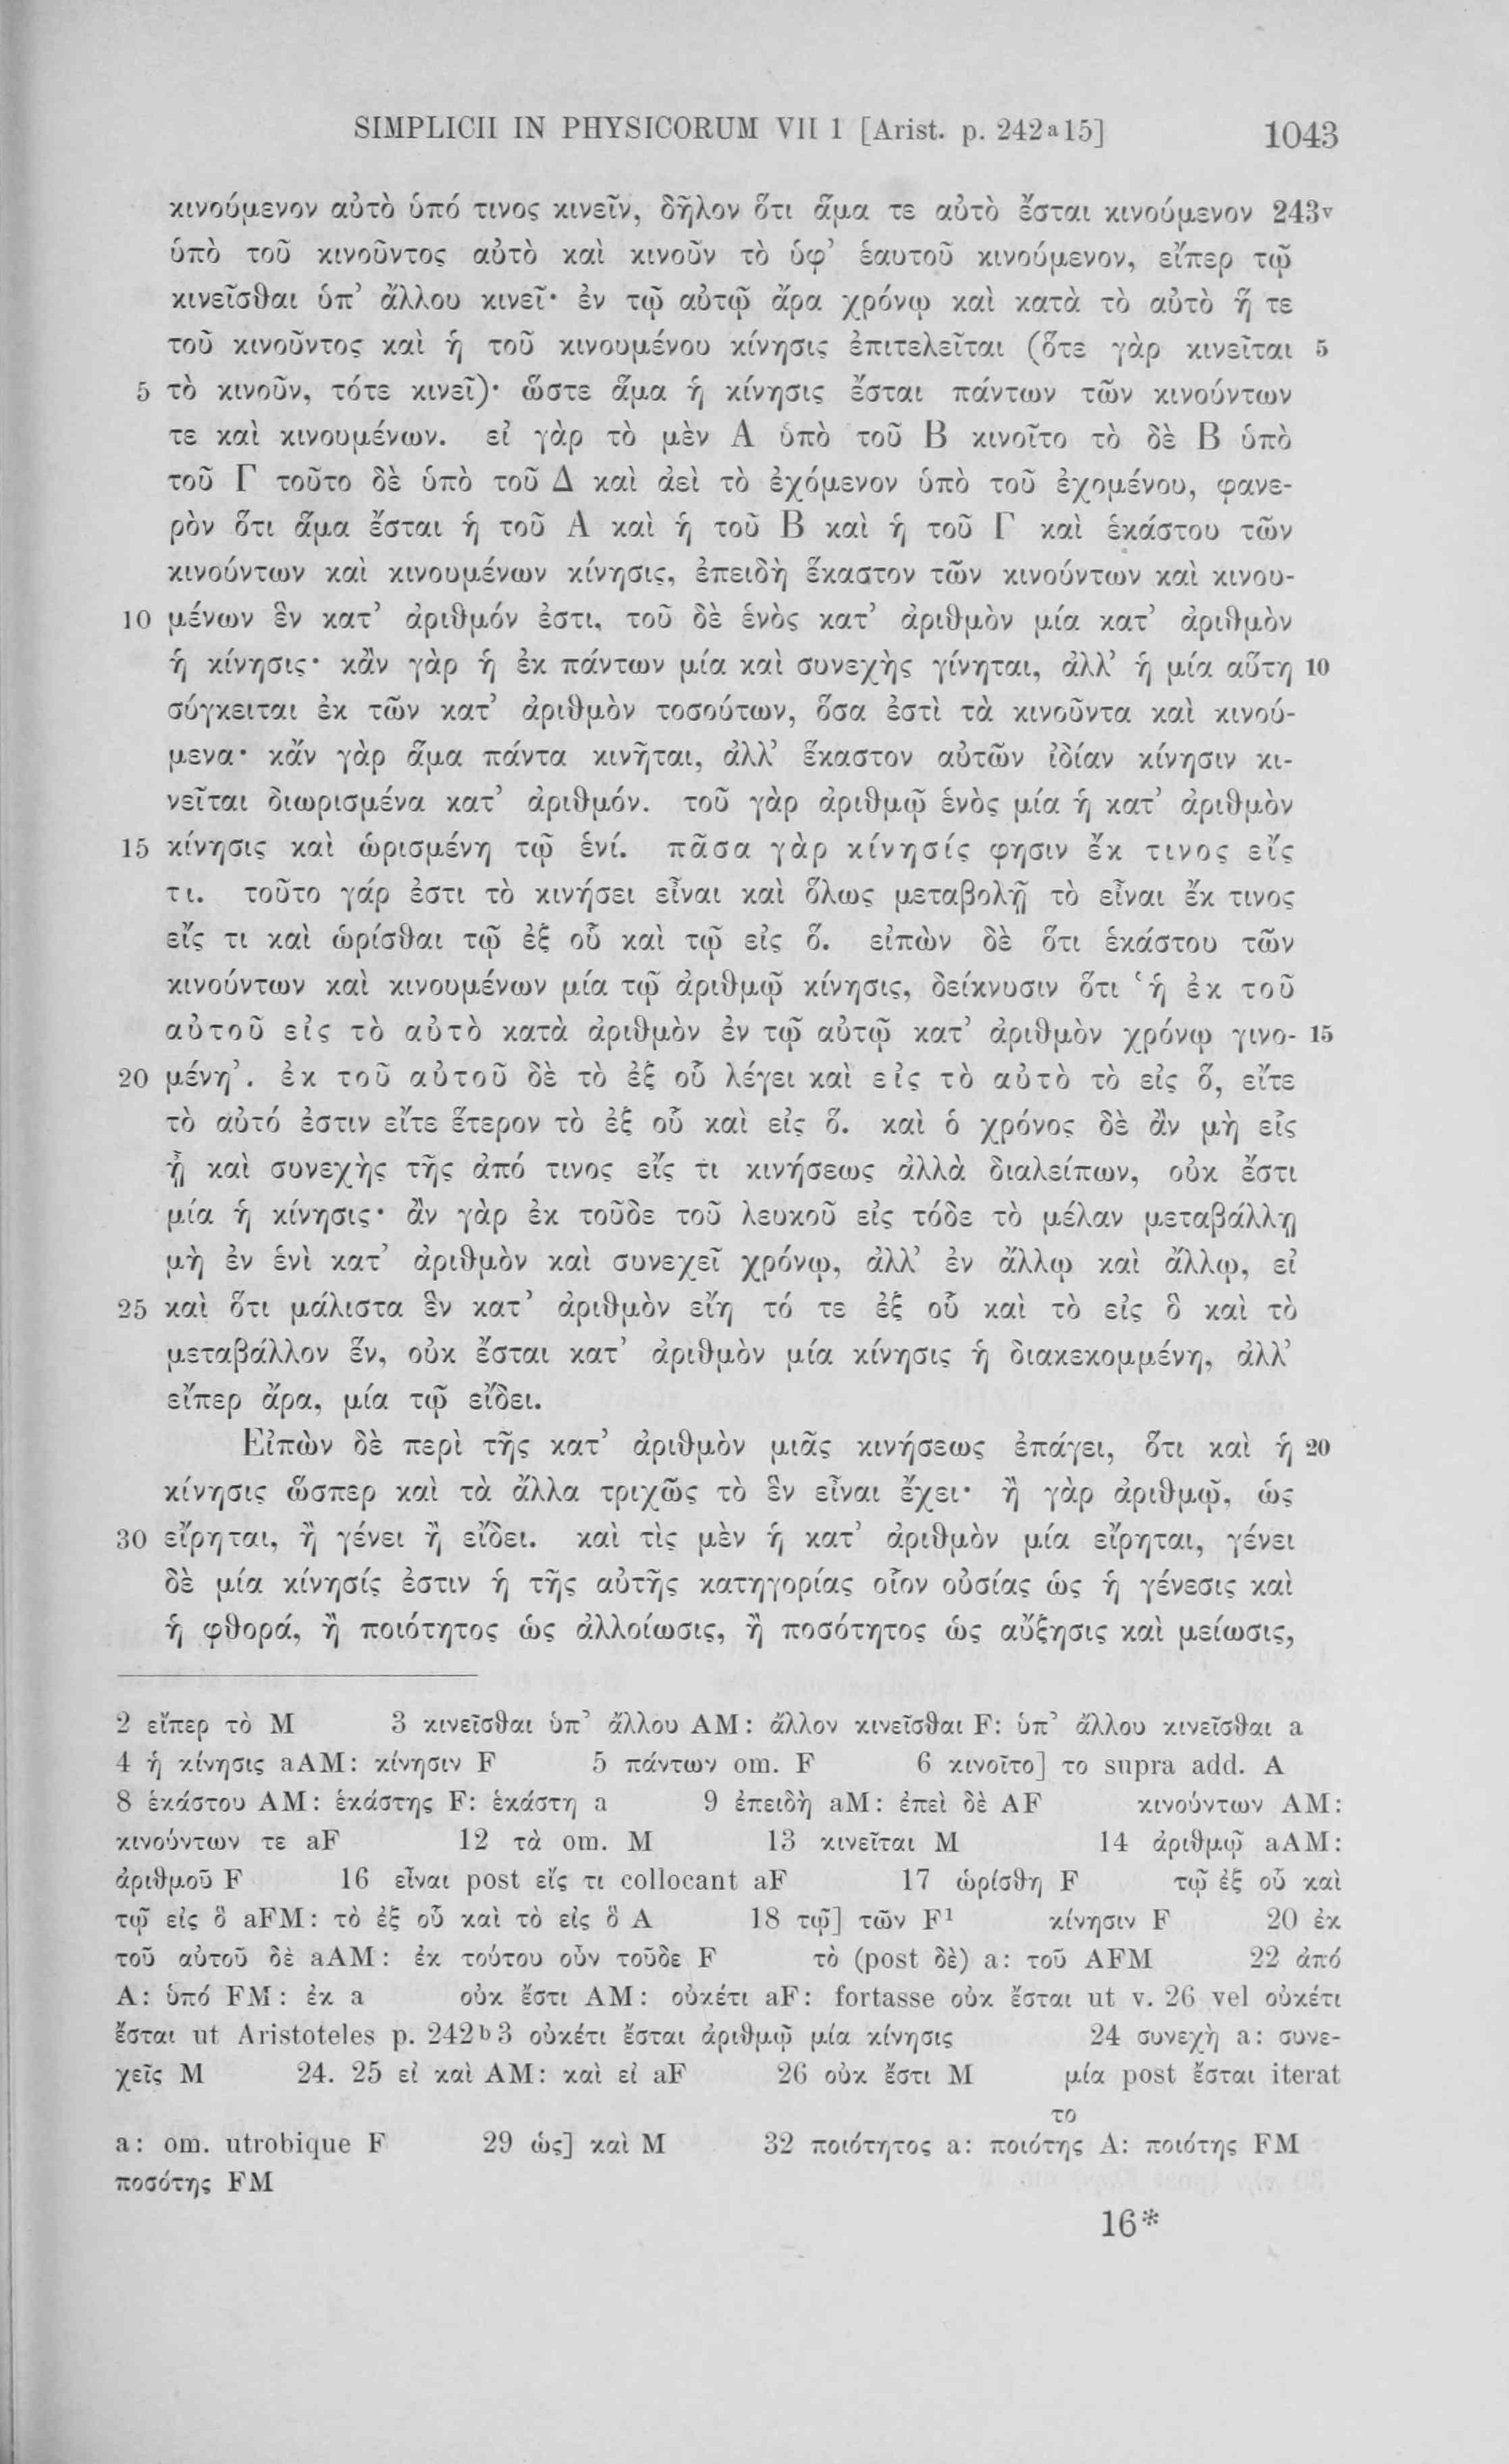 SIMPLICII IN PHYSICORUM VII 1 [Arist. p. 242a15] 1043
κινούμενον αὐτὸ ὑπό τινος κινεῖν, δῆλον ὅτι ἅμα τε αὐτὸ ἔσται κινούμενον 243v
ὑπὸ τοῦ κινοῦντος αὐτὸ καὶ κινοῦν τὸ ὑφ’ ἑαυτοῦ κινούμενον, εἴπερ τῷ
κινεῖσθαι ὑπ’ ἄλλου κινεῖ· ἐν τῷ αὐτῷ ἄρα χρόνῳ καὶ κατὰ τὸ αὐτὸ ἥ τε
τοῦ κινοῦντος καὶ ἡ τοῦ κινουμένου κίνησις ἐπιτελεῖται (ὅτε γὰρ κινεῖται 5
5 τὸ κινοῦν, τότε κινεῖ)· ὥστε ἅμα ἡ κίνησις ἔσται πάντων τῶν κινούντων
τε καὶ κινουμένων. εἰ γὰρ τὸ μὲν Α ὑπὸ τοῦ Β κινοῖτο τὸ δὲ Β ὑπὸ
τοῦ Γ τοῦτο δὲ ὑπὸ τοῦ Δ καὶ ἀεὶ τὸ ἐχόμενον ὑπὸ τοῦ ἐχομένου, φανε-
ρὸν ὅτι ἅμα ἔσται ἡ τοῦ Α καὶ ἡ τοῦ Β καὶ ἡ τοῦ Γ καὶ ἑκάστου τῶν
κινούντων καὶ κινουμένων κίνησις, ἐπειδὴ ἕκαστον τῶν κινούντων καὶ κινου-
10 μένων ἓν κατ’ ἀριθμόν ἐστι, τοῦ δὲ ἑνὸς κατ’ ἀριθμὸν μία κατ’ ἀριθμὸν
ἡ κίνησις· κἂν γὰρ ἡ ἐκ πάντων μία καὶ συνεχὴς γίνηται, ἀλλ’ ἡ μία αὕτη 10
σύγκειται ἐκ τῶν κατ’ ἀριθμὸν τοσούτων, ὅσα ἐστὶ τὰ κινοῦντα καὶ κινού-
μενα· κἄν γὰρ ἅμα πάντα κινῆται, ἀλλ’ ἕκαστον αὐτῶν ἰδίαν κίνησιν κι-
νεῖται διωρισμένα κατ’ ἀριθμόν. τοῦ γὰρ ἀριθμῷ ἑνὸς μία ἡ κατ’ ἀριθμὸν
15 κίνησις καὶ ὡρισμένη τῷ ἑνί. πᾶσα γὰρ κίνησίς φησιν ἔκ τινος εἴς
τι. τοῦτο γάρ ἐστι τὸ κινήσει εἶναι καὶ ὅλως μεταβολῇ τὸ εἶναι ἔκ τινος
εἴς τι καὶ ὡρίσθαι τῷ ἐξ οὗ καὶ τῷ εἰς ὅ. εἰπὼν δὲ ὅτι ἑκάστου τῶν
κινούντων καὶ κινουμένων μία τῷ ἀριθμῷ κίνησις, δείκνυσιν ὅτι ‘ἡ ἐκ τοῦ
αὐτοῦ εἰς τὸ αὐτὸ κατὰ ἀριθμὸν ἐν τῷ αὐτῷ κατ’ ἀριθμὸν χρόνῳ γινο- 15
20 μένη’. ἐκ τοῦ αὐτοῦ δὲ τὸ ἐξ οὗ λέγει καὶ εἰς τὸ αὐτὸ τὸ εἰς ὅ, εἴτε
τὸ αὐτό ἐστιν εἴτε ἕτερον τὸ ἐξ οὗ καὶ εἰς ὅ. καὶ ὁ χρόνος δὲ ἂν μὴ εἷς
ᾖ καὶ συνεχὴς τῆς ἀπό τινος εἴς τι κινήσεως ἀλλὰ διαλείπων, οὐκ ἔστι
μία ἡ κίνησις· ἂν γὰρ ἐκ τοῦδε τοῦ λευκοῦ εἰς τόδε τὸ μέλαν μεταβάλλῃ
μὴ ἐν ἑνὶ κατ’ ἀριθμὸν καὶ συνεχεῖ χρόνῳ, ἀλλ’ ἐν ἄλλῳ καὶ ἄλλῳ, εἰ
25 καὶ ὅτι μάλιστα ἓν κατ’ ἀριθμὸν εἴη τό τε ἐξ οὗ καὶ τὸ εἰς ὃ καὶ τὸ
μεταβάλλον ἕν, οὐκ ἔσται κατ’ ἀριθμὸν μία κίνησις ἡ διακεκομμένη, ἀλλ’
εἴπερ ἄρα, μία τῷ εἴδει.
Εἰπὼν δὲ περὶ τῆς κατ’ ἀριθμὸν μιᾶς κινήσεως ἐπάγει, ὅτι καὶ ἡ 20
κίνησις ὥσπερ καὶ τὰ ἄλλα τριχῶς τὸ ἓν εἶναι ἔχει· ἢ γὰρ ἀριθμῷ, ὡς
30 εἴρηται, ἢ γένει ἢ εἴδει. καὶ τὶς μὲν ἡ κατ’ ἀριθμὸν μία εἴρηται, γένει
δὲ μία κίνησίς ἐστιν ἡ τῆς αὐτῆς κατηγορίας οἷον οὐσίας ὡς ἡ γένεσις καὶ
ἡ φθορά, ἢ ποιότητος ὡς ἀλλοίωσις, ἢ ποσότητος ὡς αὔξησις καὶ μείωσις,
2 εἴπερ τὸ M 3 κινεῖσθαι ὑπ’ ἄλλου AM: ἄλλον κινεῖσθαι F: ὑπ’ ἄλλου κινεῖσθαι a
4 ἡ κίνησις aAM: κίνησιν F 5 πάντων om. F 6 κινοῖτο] το supra add. A
8 ἑκάστου AM: ἑκάστης F: ἑκάστη a 9 ἐπειδὴ aM: ἐπεὶ δὲ AF κινούντων AM:
κινούντων τε aF 12 τὰ om. M 13 κινεῖται M 14 ἀριθμῷ aAM:
ἀριθμοῦ F 16 εἶναι post εἴς τι collocant aF 17 ὡρίσθη F τῷ ἐξ οὗ καὶ
τῷ εἰς ὃ aFM: τὸ ἐξ οὗ καὶ τὸ εἰς ὃ A 18 τῷ] τῶν F1 κίνησιν F 20 ἐκ
τοῦ αὐτοῦ δὲ aAM: ἐκ τούτου οὖν τοῦδε F τὸ (post δὲ) a: τοῦ AFM 22 ἀπό
A: ὑπό FM: ἐκ a οὐκ ἔστι AM: οὐκέτι aF: fortasse οὐκ ἔσται ut v. 26 vel οὐκέτι
ἔσται ut Aristoteles p. 242b3 οὐκέτι ἔσται ἀριθμῷ μία κίνησις 24 συνεχὴ a: συνε-
χεῖς M 24. 25 εἰ καὶ AM: καὶ εἰ aF 26 οὐκ ἔστι M μία post ἔσται iterat
το
a: om. utrobique F 29 ὡς] καὶ M 32 ποιότητος a: ποιότης A: ποιότης FM
ποσότης FM
16*